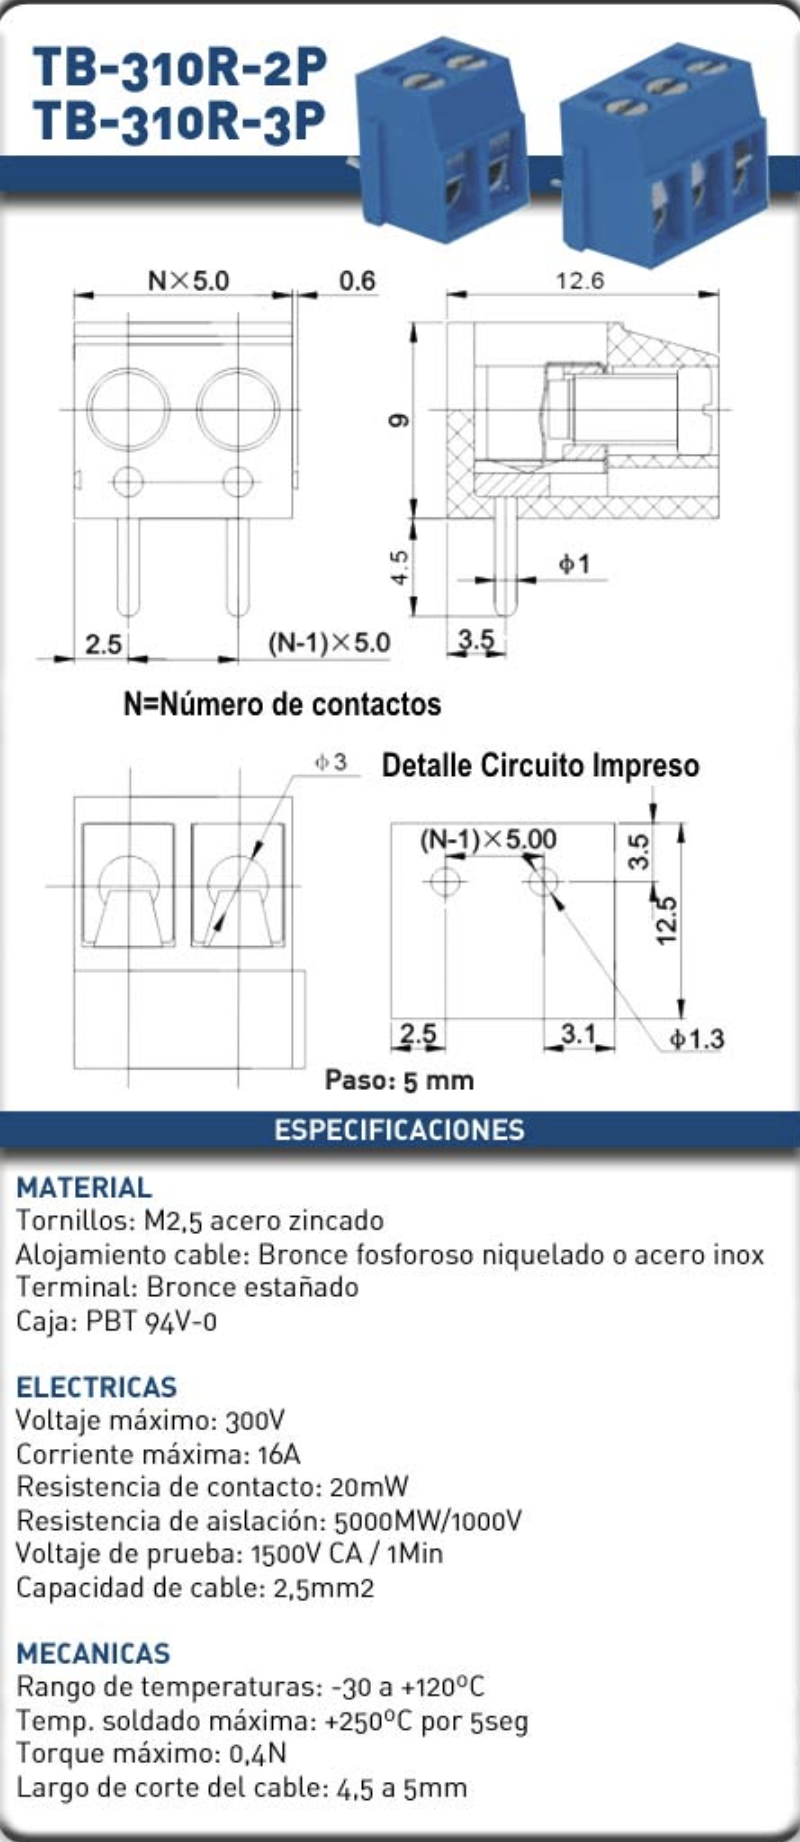 TB-310R-2P
TB-310R-3P
N×5.0
0.6
12.6
9
4.5
ϕ1
2.5
(N-1)×5.0
3.5
N=Número de contactos
ϕ3
Detalle Circuito Impreso
(N-1)×5.00
3.5
12.5
2.5
3.1
ϕ1.3
Paso: 5 mm
ESPECIFICACIONES
MATERIAL
Tornillos: M2,5 acero zincado
Alojamiento cable: Bronce fosforoso niquelado o acero inox
Terminal: Bronce estañado
Caja: PBT 94V-0
ELECTRICAS
Voltaje máximo: 300V
Corriente máxima: 16A
Resistencia de contacto: 20mW
Resistencia de aislación: 5000MW/1000V
Voltaje de prueba: 1500V CA / 1Min
Capacidad de cable: 2,5mm2
MECANICAS
Rango de temperaturas: -30 a +120ºC
Temp. soldado máxima: +250ºC por 5seg
Torque máximo: 0,4N
Largo de corte del cable: 4,5 a 5mm